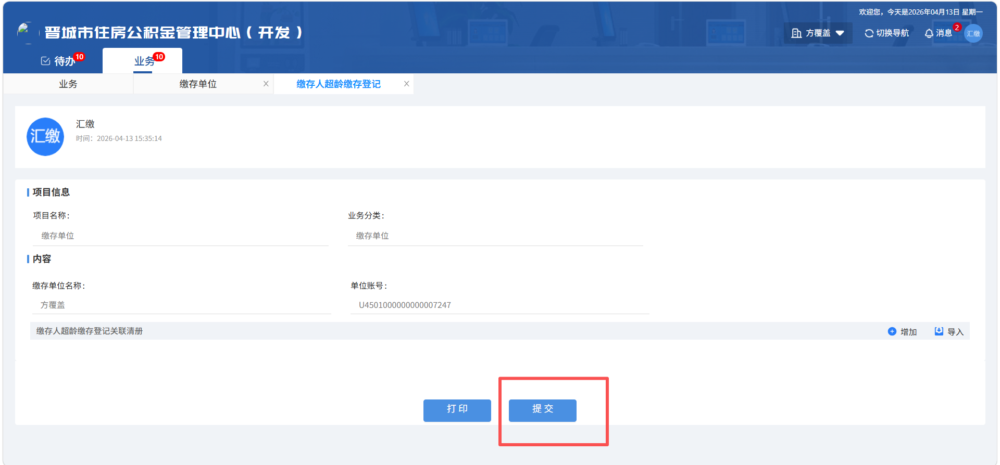 欢迎您，今天是2026年04月13日 星期一
晋城市住房公积金管理中心（开发）
方覆盖 切换导航 消息 2 汇缴
待办 10 业务 10
业务 缴存单位 缴存人超龄缴存登记
汇缴
汇缴
时间：2026-04-13 15:35:14
项目信息
项目名称： 业务分类：
缴存单位 缴存单位
内容
缴存单位名称： 单位账号：
方覆盖 U4501000000000007247
缴存人超龄缴存登记关联清册 增加 导入
打印 提交